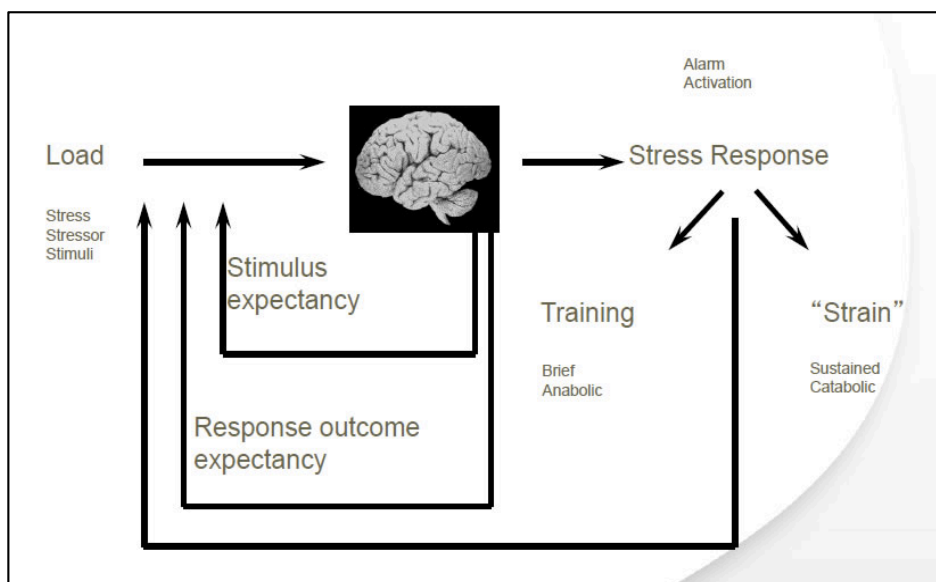 Alarm
Activation
Load
Stress Response
Stress
Stressor
Stimuli
Stimulus
expectancy
Training
“Strain”
Brief
Anabolic
Sustained
Catabolic
Response outcome
expectancy